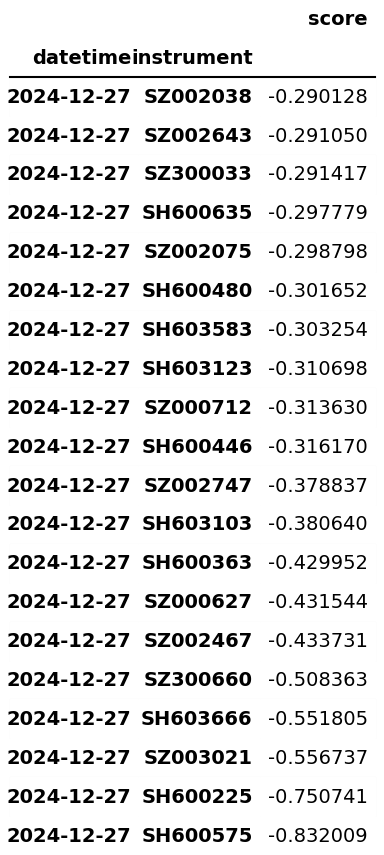 score
datetime instrument
2024-12-27 SZ002038 -0.290128
2024-12-27 SZ002643 -0.291050
2024-12-27 SZ300033 -0.291417
2024-12-27 SH600635 -0.297779
2024-12-27 SZ002075 -0.298798
2024-12-27 SH600480 -0.301652
2024-12-27 SH603583 -0.303254
2024-12-27 SH603123 -0.310698
2024-12-27 SZ000712 -0.313630
2024-12-27 SH600446 -0.316170
2024-12-27 SZ002747 -0.378837
2024-12-27 SH603103 -0.380640
2024-12-27 SH600363 -0.429952
2024-12-27 SZ000627 -0.431544
2024-12-27 SZ002467 -0.433731
2024-12-27 SZ300660 -0.508363
2024-12-27 SH603666 -0.551805
2024-12-27 SZ003021 -0.556737
2024-12-27 SH600225 -0.750741
2024-12-27 SH600575 -0.832009